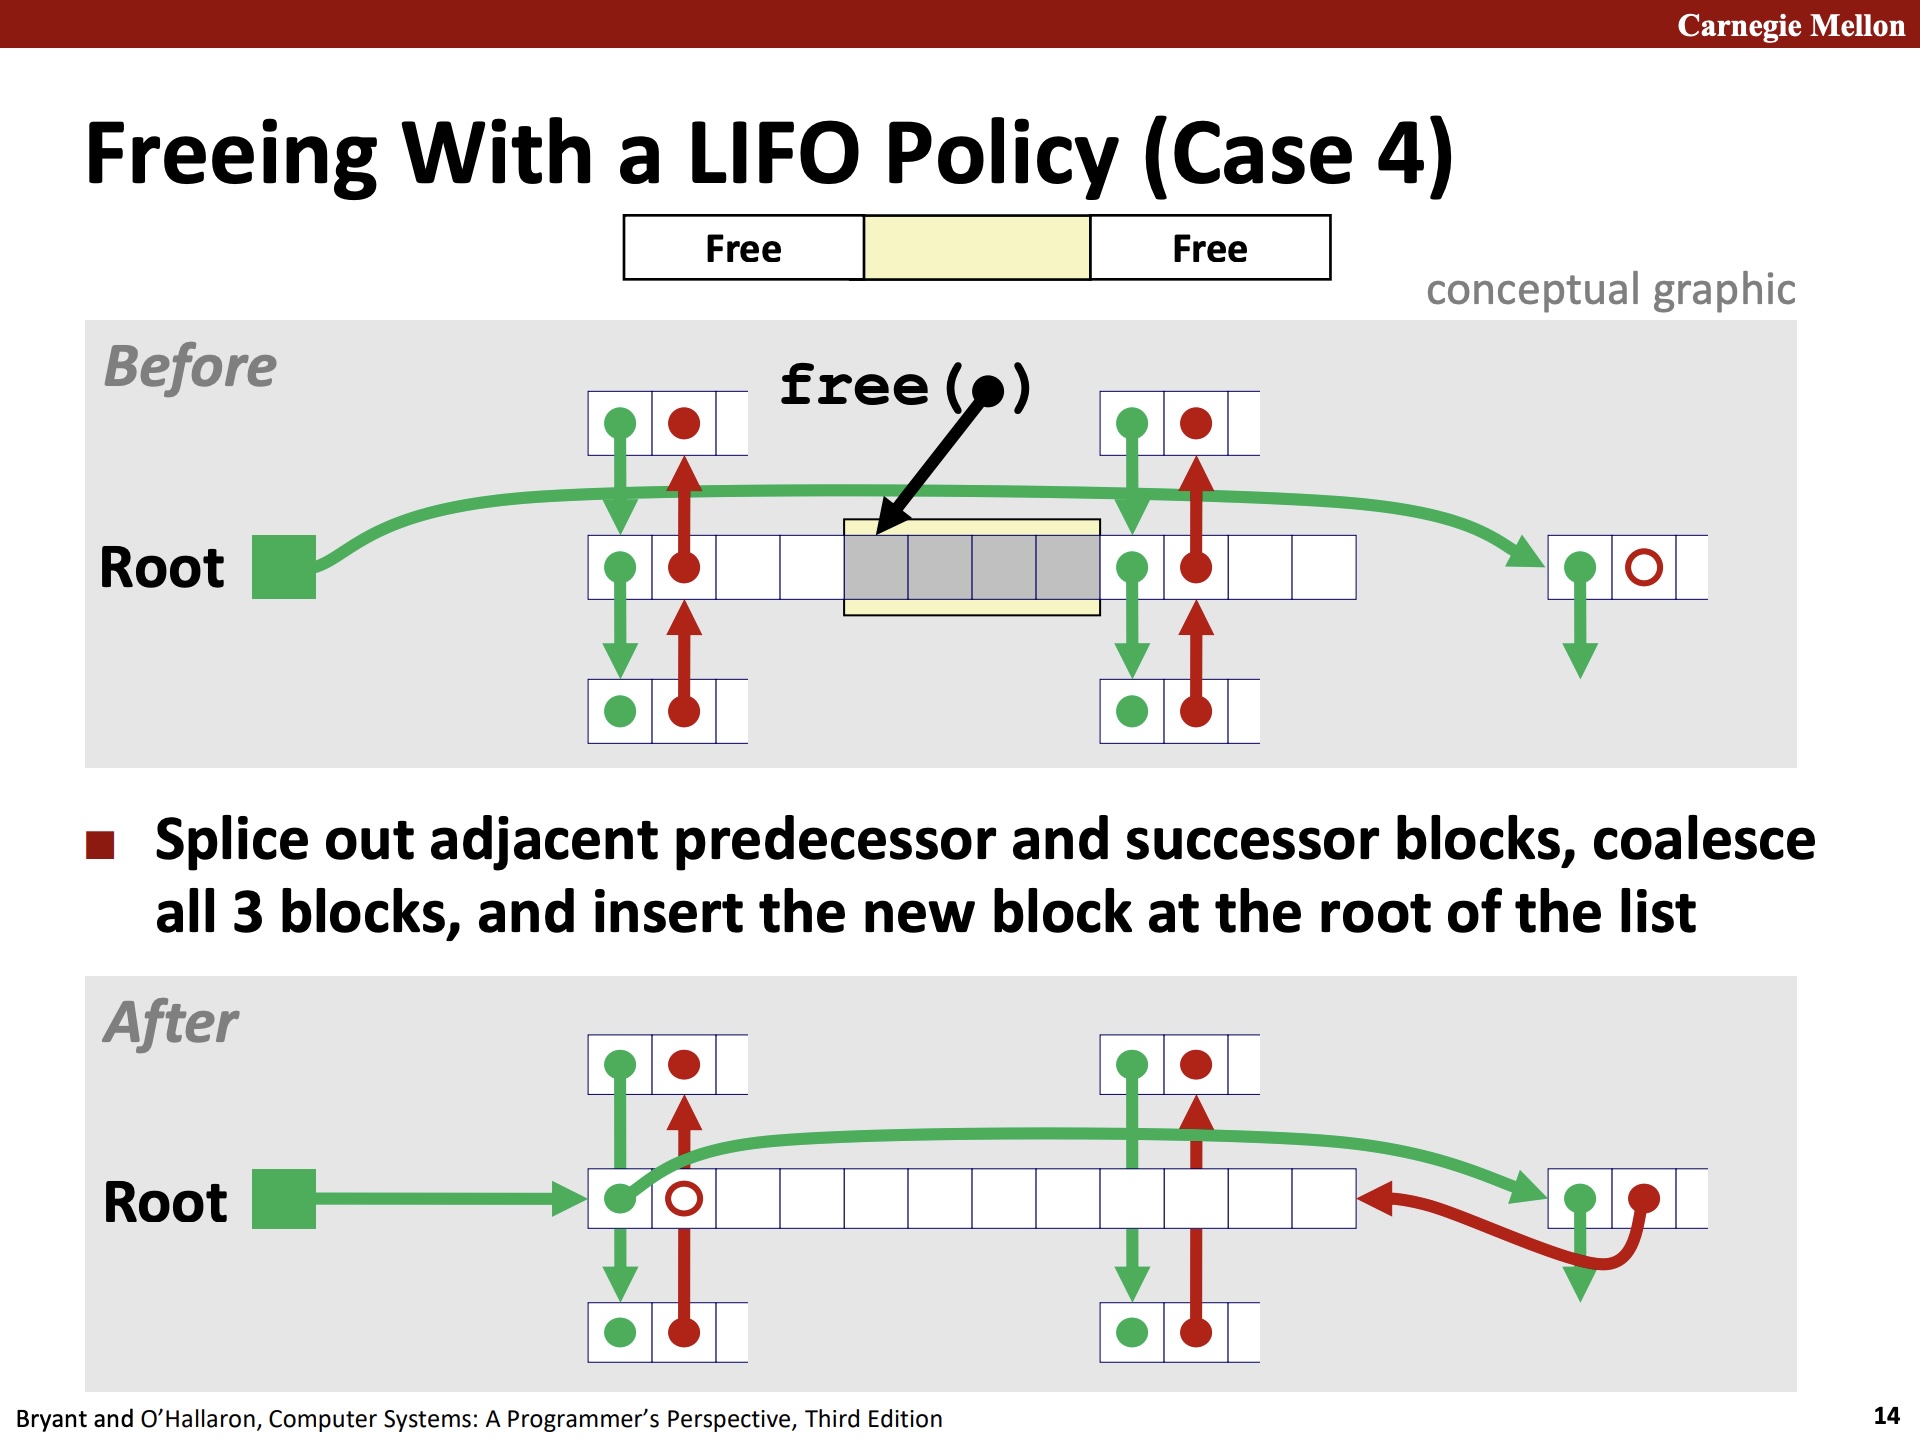 Carnegie Mellon
Freeing With a LIFO Policy (Case 4)
Free Free
conceptual graphic
Before
free( )
Root
■ Splice out adjacent predecessor and successor blocks, coalesce
all 3 blocks, and insert the new block at the root of the list
After
Root
Bryant and O’Hallaron, Computer Systems: A Programmer’s Perspective, Third Edition
14